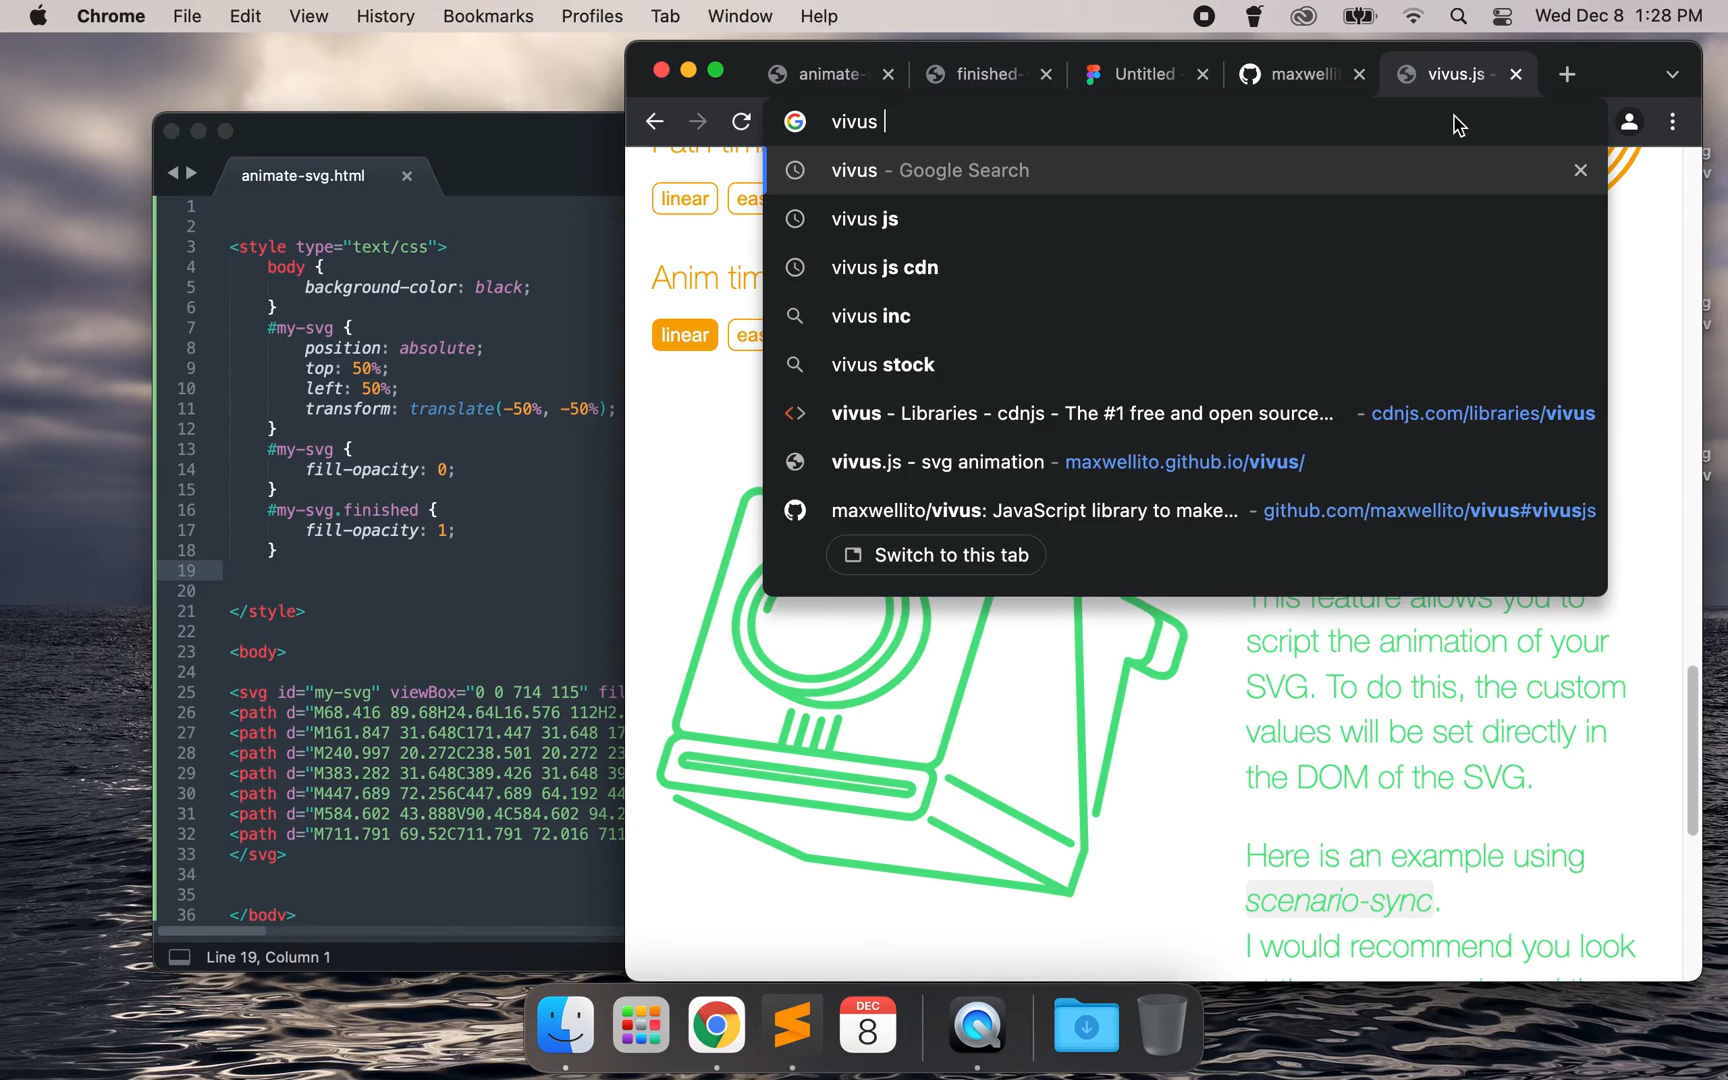 Chrome File Edit View History Bookmarks Profiles Tab Window Help Wed Dec 8 1:28 PM
animate- finished- Untitled maxwellit vivus.js -
vivus
vivus - Google Search
vivus js
vivus js cdn
vivus inc
vivus stock
vivus - Libraries - cdnjs - The #1 free and open source... - cdnjs.com/libraries/vivus
vivus.js - svg animation - maxwellito.github.io/vivus/
maxwellito/vivus: JavaScript library to make... - github.com/maxwellito/vivus#vivusjs
Switch to this tab
linear eas
Anim tim
linear eas
script the animation of your
SVG. To do this, the custom
values will be set directly in
the DOM of the SVG.
Here is an example using
scenario-sync.
I would recommend you look
animate-svg.html
1
2
3 <style type="text/css">
4 body {
5 background-color: black;
6 }
7 #my-svg {
8 position: absolute;
9 top: 50%;
10 left: 50%;
11 transform: translate(-50%, -50%);
12 }
13 #my-svg {
14 fill-opacity: 0;
15 }
16 #my-svg.finished {
17 fill-opacity: 1;
18 }
19
20
21 </style>
22
23 <body>
24
25 <svg id="my-svg" viewBox="0 0 714 115" fil
26 <path d="M68.416 89.68H24.64L16.576 112H2.
27 <path d="M161.847 31.648C171.447 31.648 17
28 <path d="M240.997 20.272C238.501 20.272 23
29 <path d="M383.282 31.648C389.426 31.648 39
30 <path d="M447.689 72.256C447.689 64.192 44
31 <path d="M584.602 43.888V90.4C584.602 94.2
32 <path d="M711.791 69.52C711.791 72.016 711
33 </svg>
34
35
36 </body>
Line 19, Column 1
DEC
8